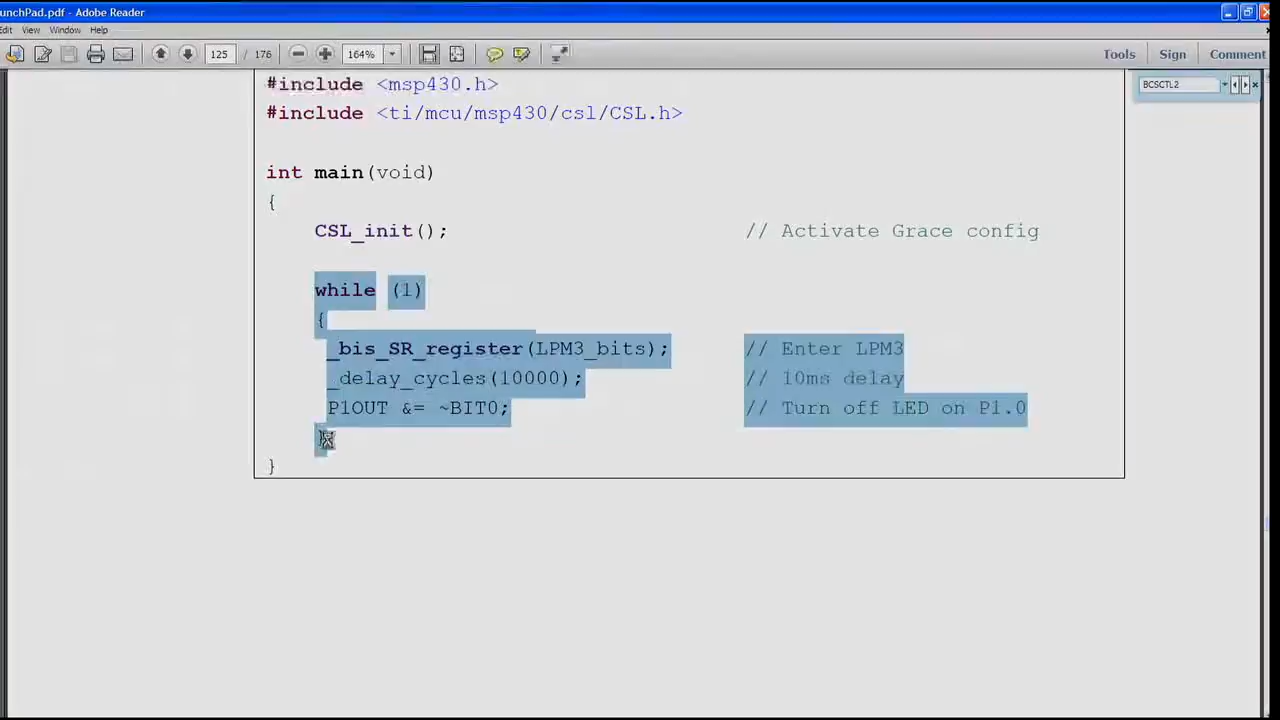 unchPad.pdf - Adobe Reader
Edit View Window Help
125 / 176 164% Tools Sign Comment
#include <msp430.h>
BCSCTL2
#include <ti/mcu/msp430/csl/CSL.h>
int main(void)
{
CSL_init(); // Activate Grace config
while (1)
{
_bis_SR_register(LPM3_bits); // Enter LPM3
_delay_cycles(10000); // 10ms delay
P1OUT &= ~BIT0; // Turn off LED on P1.0
}
}